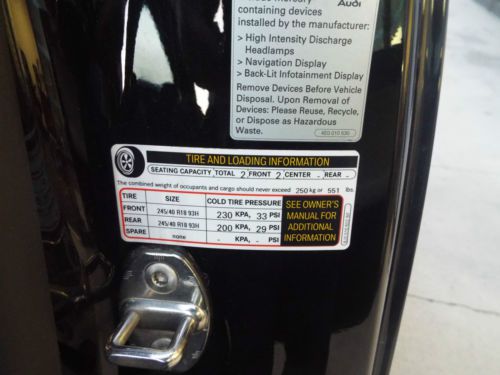 Audi
containing devices
installed by the manufacturer:
> High Intensity Discharge
Headlamps
> Navigation Display
> Back-Lit Infotainment Display
Remove Devices Before Vehicle
Disposal. Upon Removal of
Devices: Please Reuse, Recycle,
or Dispose as Hazardous
Waste.
TIRE AND LOADING INFORMATION
SEATING CAPACITY TOTAL 2 FRONT 2 CENTER - REAR -
The combined weight of occupants and cargo should never exceed 250 kg or 551 lbs.
TIRE SIZE COLD TIRE PRESSURE
FRONT 245/40 R18 93H 230 KPA, 33 PSI
REAR 245/40 R18 93H 200 KPA, 29 PSI
SPARE none - KPA, - PSI
SEE OWNER'S
MANUAL FOR
ADDITIONAL
INFORMATION